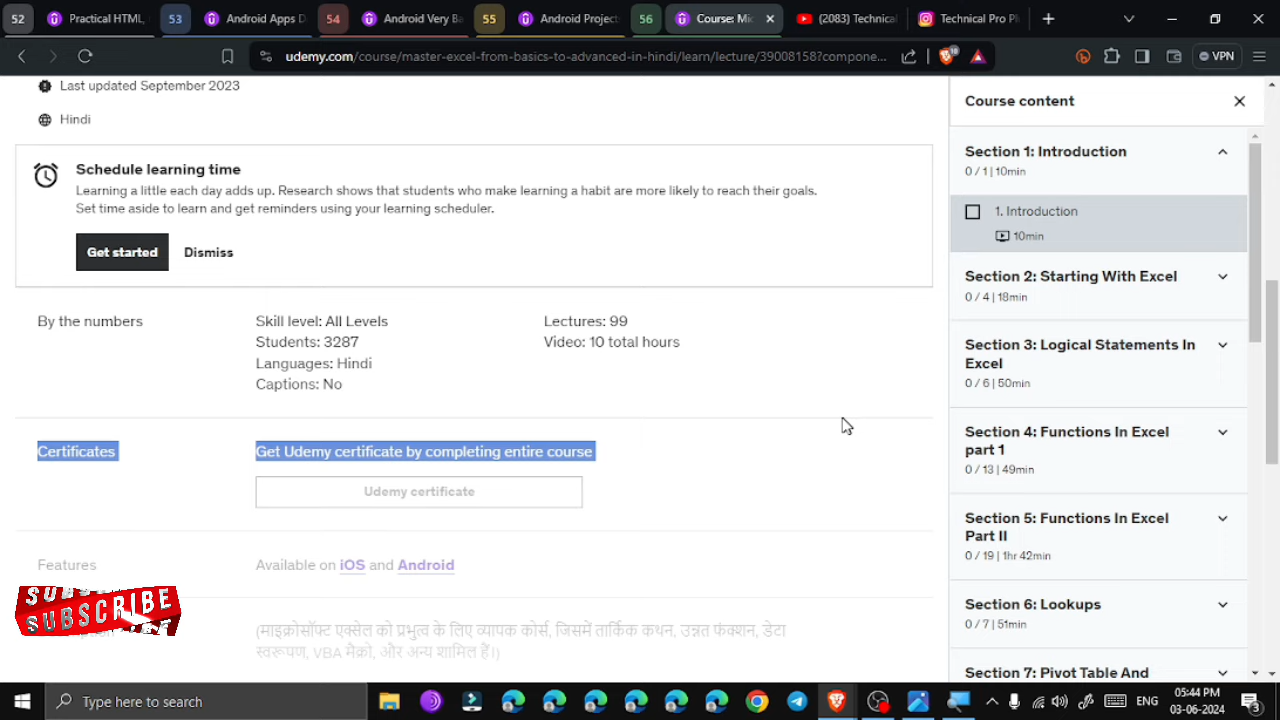 52
Practical HTML,
53
Android Apps D
54
Android Very Ba
55
Android Project
56
Course: Mic
(2083) Technical
Technical Pro Pl
udemy.com/course/master-excel-from-basics-to-advanced-in-hindi/learn/lecture/39008158?compone...
VPN
Last updated September 2023
Hindi
Schedule learning time
Learning a little each day adds up. Research shows that students who make learning a habit are more likely to reach their goals.
Set time aside to learn and get reminders using your learning scheduler.
Get started
Dismiss
By the numbers
Skill level: All Levels
Students: 3287
Languages: Hindi
Captions: No
Lectures: 99
Video: 10 total hours
Certificates
Get Udemy certificate by completing entire course
Udemy certificate
Features
Available on iOS and Android
(माइक्रोसॉफ्ट एक्सेल को प्रभुत्व के लिए व्यापक कोर्स, जिसमें तार्किक कथन, उन्नत फंक्शन, डेटा
स्वरूपण, VBA मैक्रो, और अन्य शामिल हैं।)
SUBSCRIBE
Course content
Section 1: Introduction
0 / 1 | 10min
1. Introduction
10min
Section 2: Starting With Excel
0 / 4 | 18min
Section 3: Logical Statements In
Excel
0 / 6 | 50min
Section 4: Functions In Excel
part 1
0 / 13 | 49min
Section 5: Functions In Excel
Part II
0 / 19 | 1hr 42min
Section 6: Lookups
0 / 7 | 51min
Section 7: Pivot Table And
Type here to search
ENG
05:44 PM
03-06-2024
3